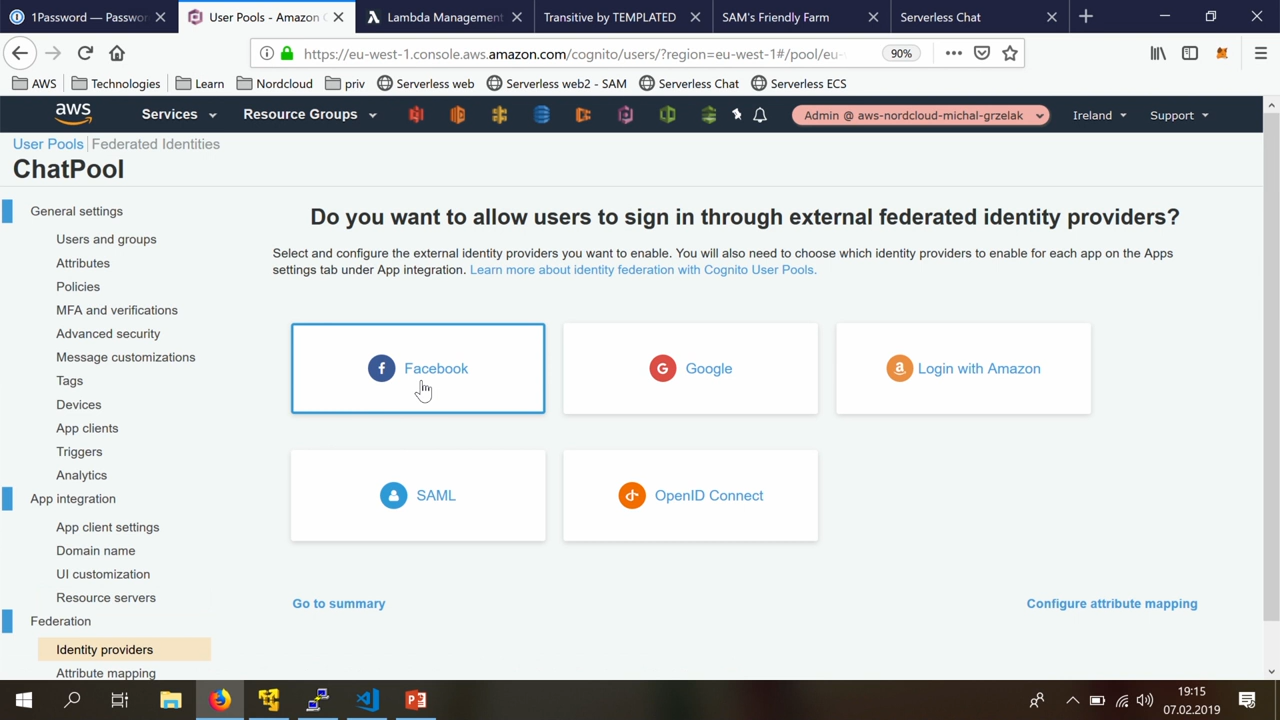 1Password — Passwor
User Pools - Amazon C
Lambda Management
Transitive by TEMPLATED
SAM's Friendly Farm
Serverless Chat
https://eu-west-1.console.aws.amazon.com/cognito/users/?region=eu-west-1#/pool/eu-
90%
AWS
Technologies
Learn
Nordcloud
priv
Serverless web
Serverless web2 - SAM
Serverless Chat
Serverless ECS
aws
Services
Resource Groups
Admin @ aws-nordcloud-michal-grzelak
Ireland
Support
User Pools
Federated Identities
ChatPool
General settings
Users and groups
Attributes
Policies
MFA and verifications
Advanced security
Message customizations
Tags
Devices
App clients
Triggers
Analytics
App integration
App client settings
Domain name
UI customization
Resource servers
Federation
Identity providers
Attribute mapping
Do you want to allow users to sign in through external federated identity providers?
Select and configure the external identity providers you want to enable. You will also need to choose which identity providers to enable for each app on the Apps
settings tab under App integration. Learn more about identity federation with Cognito User Pools.
Facebook
Google
Login with Amazon
SAML
OpenID Connect
Go to summary
Configure attribute mapping
19:15
07.02.2019